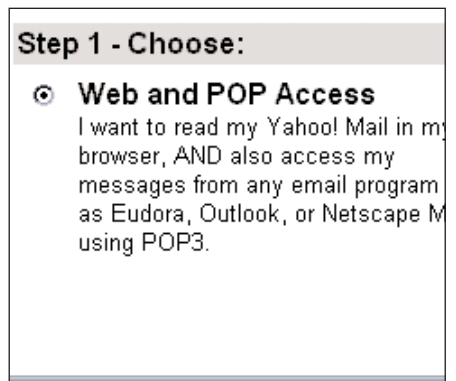 Step 1 - Choose:
Web and POP Access
I want to read my Yahoo! Mail in my
browser, AND also access my
messages from any email program
as Eudora, Outlook, or Netscape M
using POP3.